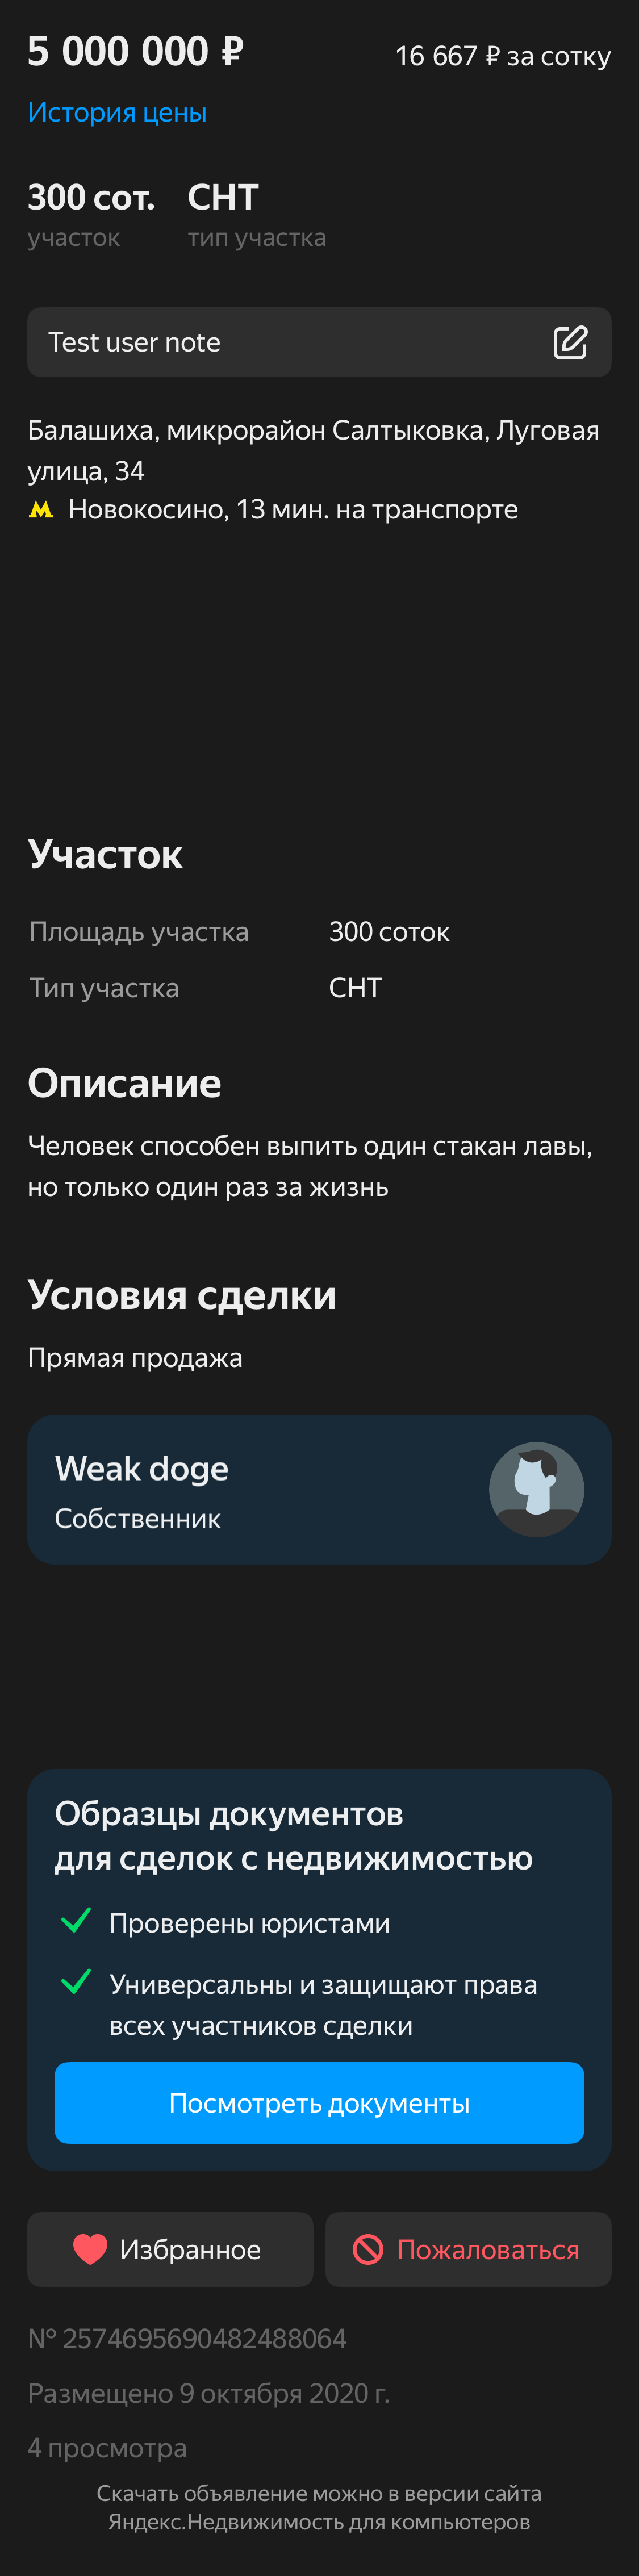 5 000 000 ₽
16 667 ₽ за сотку
История цены
300 сот.
СНТ
участок
тип участка
Test user note
Балашиха, микрорайон Салтыковка, Луговая
улица, 34
Новокосино, 13 мин. на транспорте
Участок
Площадь участка
300 соток
Тип участка
СНТ
Описание
Человек способен выпить один стакан лавы,
но только один раз за жизнь
Условия сделки
Прямая продажа
Weak doge
Собственник
Образцы документов
для сделок с недвижимостью
Проверены юристами
Универсальны и защищают права
всех участников сделки
Посмотреть документы
Избранное
Пожаловаться
№ 2574695690482488064
Размещено 9 октября 2020 г.
4 просмотра
Скачать объявление можно в версии сайта
Яндекс.Недвижимость для компьютеров